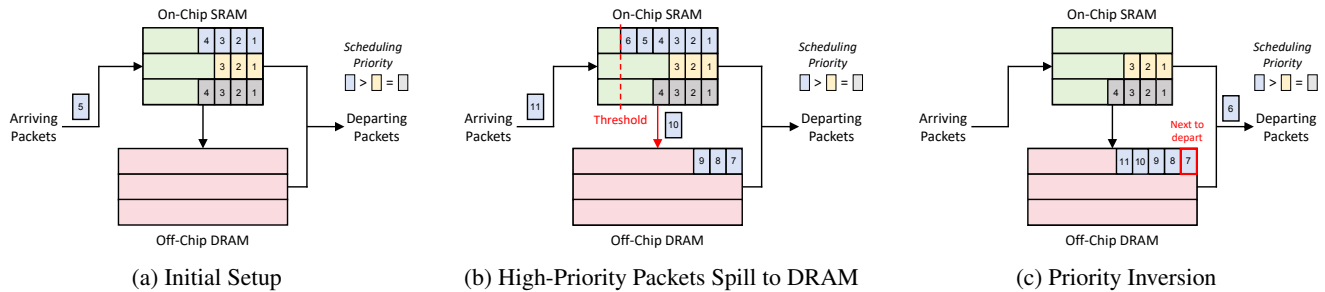 On-Chip SRAM
4 3 2 1
3 2 1
4 3 2 1
Scheduling
Priority
> =
5
Arriving
Packets
Departing
Packets
Off-Chip DRAM
(a) Initial Setup
On-Chip SRAM
6 5 4 3 2 1
3 2 1
4 3 2 1
Scheduling
Priority
> =
11
Arriving
Packets
Threshold
10
Departing
Packets
9 8 7
Off-Chip DRAM
(b) High-Priority Packets Spill to DRAM
On-Chip SRAM
3 2 1
4 3 2 1
Scheduling
Priority
> =
6
Arriving
Packets
Next to
depart
Departing
Packets
11 10 9 8 7
Off-Chip DRAM
(c) Priority Inversion